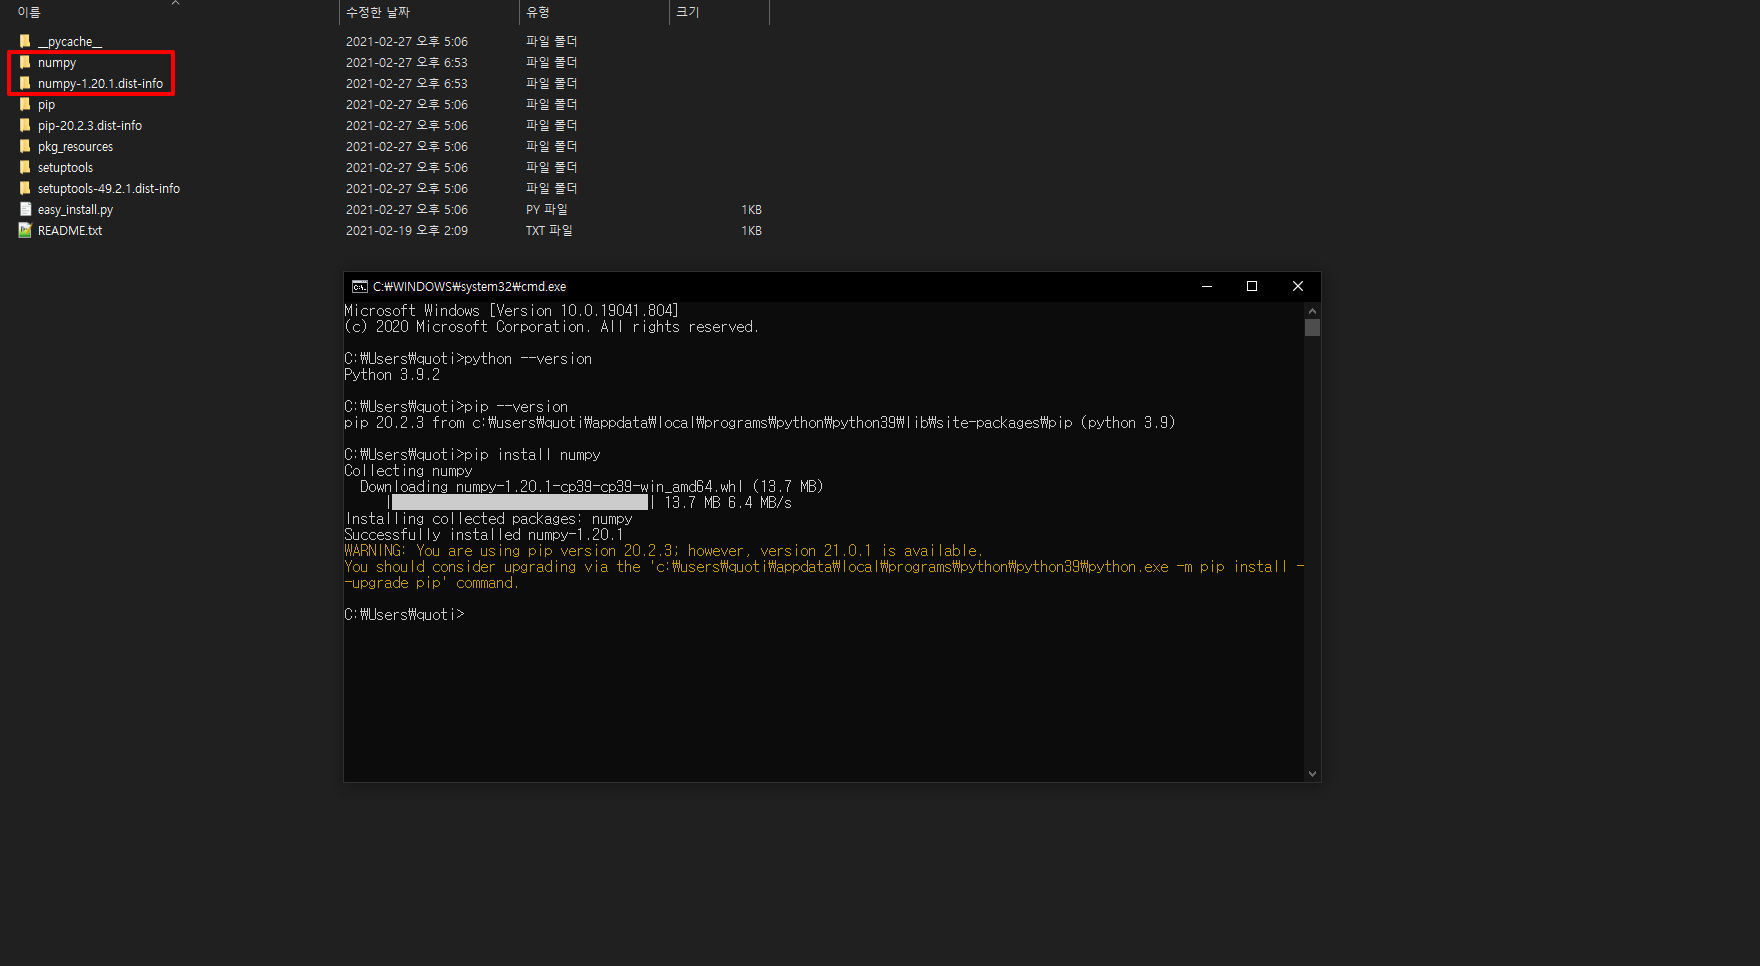 이름 수정한 날짜 유형 크기
__pycache__ 2021-02-27 오후 5:06 파일 폴더
numpy 2021-02-27 오후 6:53 파일 폴더
numpy-1.20.1.dist-info 2021-02-27 오후 6:53 파일 폴더
pip 2021-02-27 오후 5:06 파일 폴더
pip-20.2.3.dist-info 2021-02-27 오후 5:06 파일 폴더
pkg_resources 2021-02-27 오후 5:06 파일 폴더
setuptools 2021-02-27 오후 5:06 파일 폴더
setuptools-49.2.1.dist-info 2021-02-27 오후 5:06 파일 폴더
easy_install.py 2021-02-27 오후 5:06 PY 파일 1KB
README.txt 2021-02-19 오후 2:09 TXT 파일 1KB
C:₩WINDOWS₩system32₩cmd.exe
Microsoft Windows [Version 10.0.19041.804]
(c) 2020 Microsoft Corporation. All rights reserved.
C:₩Users₩quoti>python --version
Python 3.9.2
C:₩Users₩quoti>pip --version
pip 20.2.3 from c:₩users₩quoti₩appdata₩local₩programs₩python₩python39₩lib₩site-packages₩pip (python 3.9)
C:₩Users₩quoti>pip install numpy
Collecting numpy
Downloading numpy-1.20.1-cp39-cp39-win_amd64.whl (13.7 MB)
| | 13.7 MB 6.4 MB/s
Installing collected packages: numpy
Successfully installed numpy-1.20.1
WARNING: You are using pip version 20.2.3; however, version 21.0.1 is available.
You should consider upgrading via the 'c:₩users₩quoti₩appdata₩local₩programs₩python₩python39₩python.exe -m pip install -
-upgrade pip' command.
C:₩Users₩quoti>